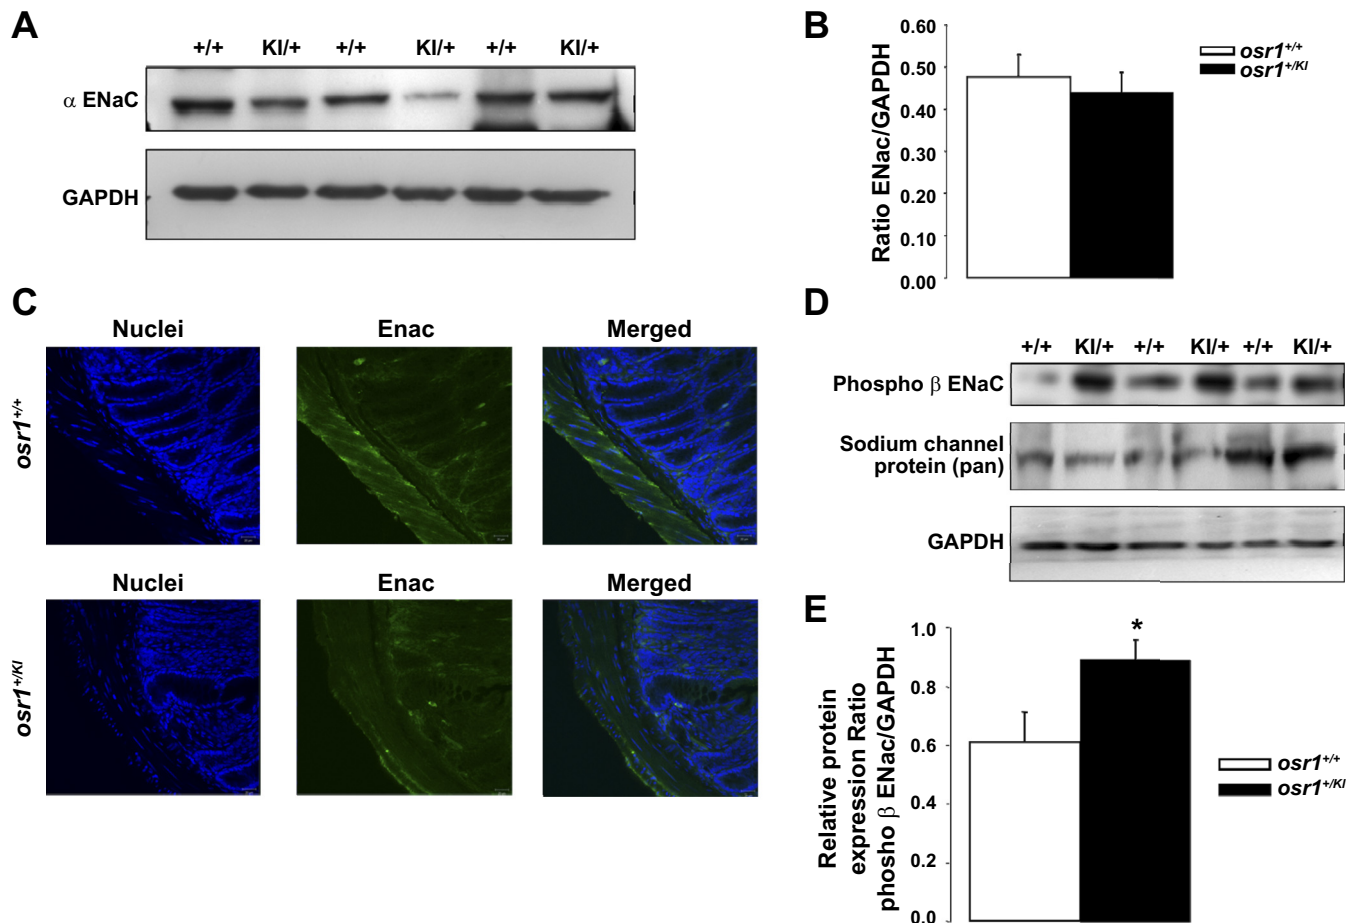 A
+/+ KI/+ +/+ KI/+ +/+ KI/+
α ENaC
GAPDH
B
Ratio ENac/GAPDH
0.60
0.50
0.40
0.30
0.20
0.10
0.00
osr1+/+
osr1+/KI
C
Nuclei Enac Merged
osr1+/+
Nuclei Enac Merged
osr1+/KI
D
+/+ KI/+ +/+ KI/+ +/+ KI/+
Phospho β ENaC
Sodium channel
protein (pan)
GAPDH
E
Relative protein
expression Ratio
phosho β ENac/GAPDH
1.0
0.8
0.6
0.4
0.2
0.0
*
osr1+/+
osr1+/KI